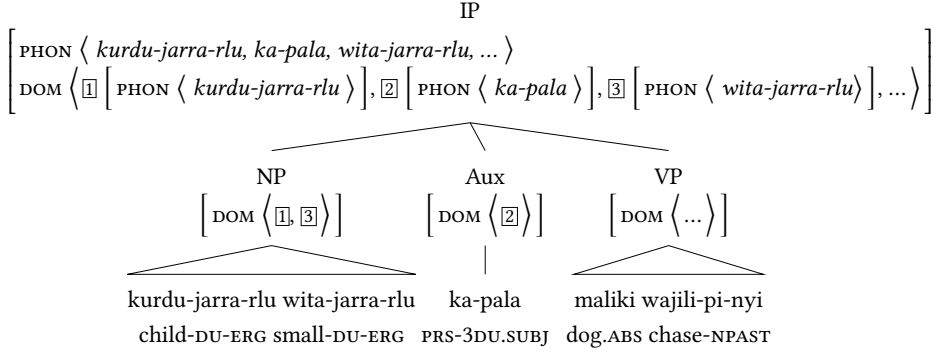 IP
PHON ⟨ kurdu-jarra-rlu, ka-pala, wita-jarra-rlu, … ⟩
DOM ⟨ 1 [ PHON ⟨ kurdu-jarra-rlu ⟩ ], 2 [ PHON ⟨ ka-pala ⟩ ], 3 [ PHON ⟨ wita-jarra-rlu⟩ ], … ⟩
NP Aux VP
[ DOM ⟨ 1, 3 ⟩ ] [ DOM ⟨ 2 ⟩ ] [ DOM ⟨ … ⟩ ]
kurdu-jarra-rlu wita-jarra-rlu ka-pala maliki wajili-pi-nyi
child-DU-ERG small-DU-ERG PRS-3DU.SUBJ dog.ABS chase-NPAST